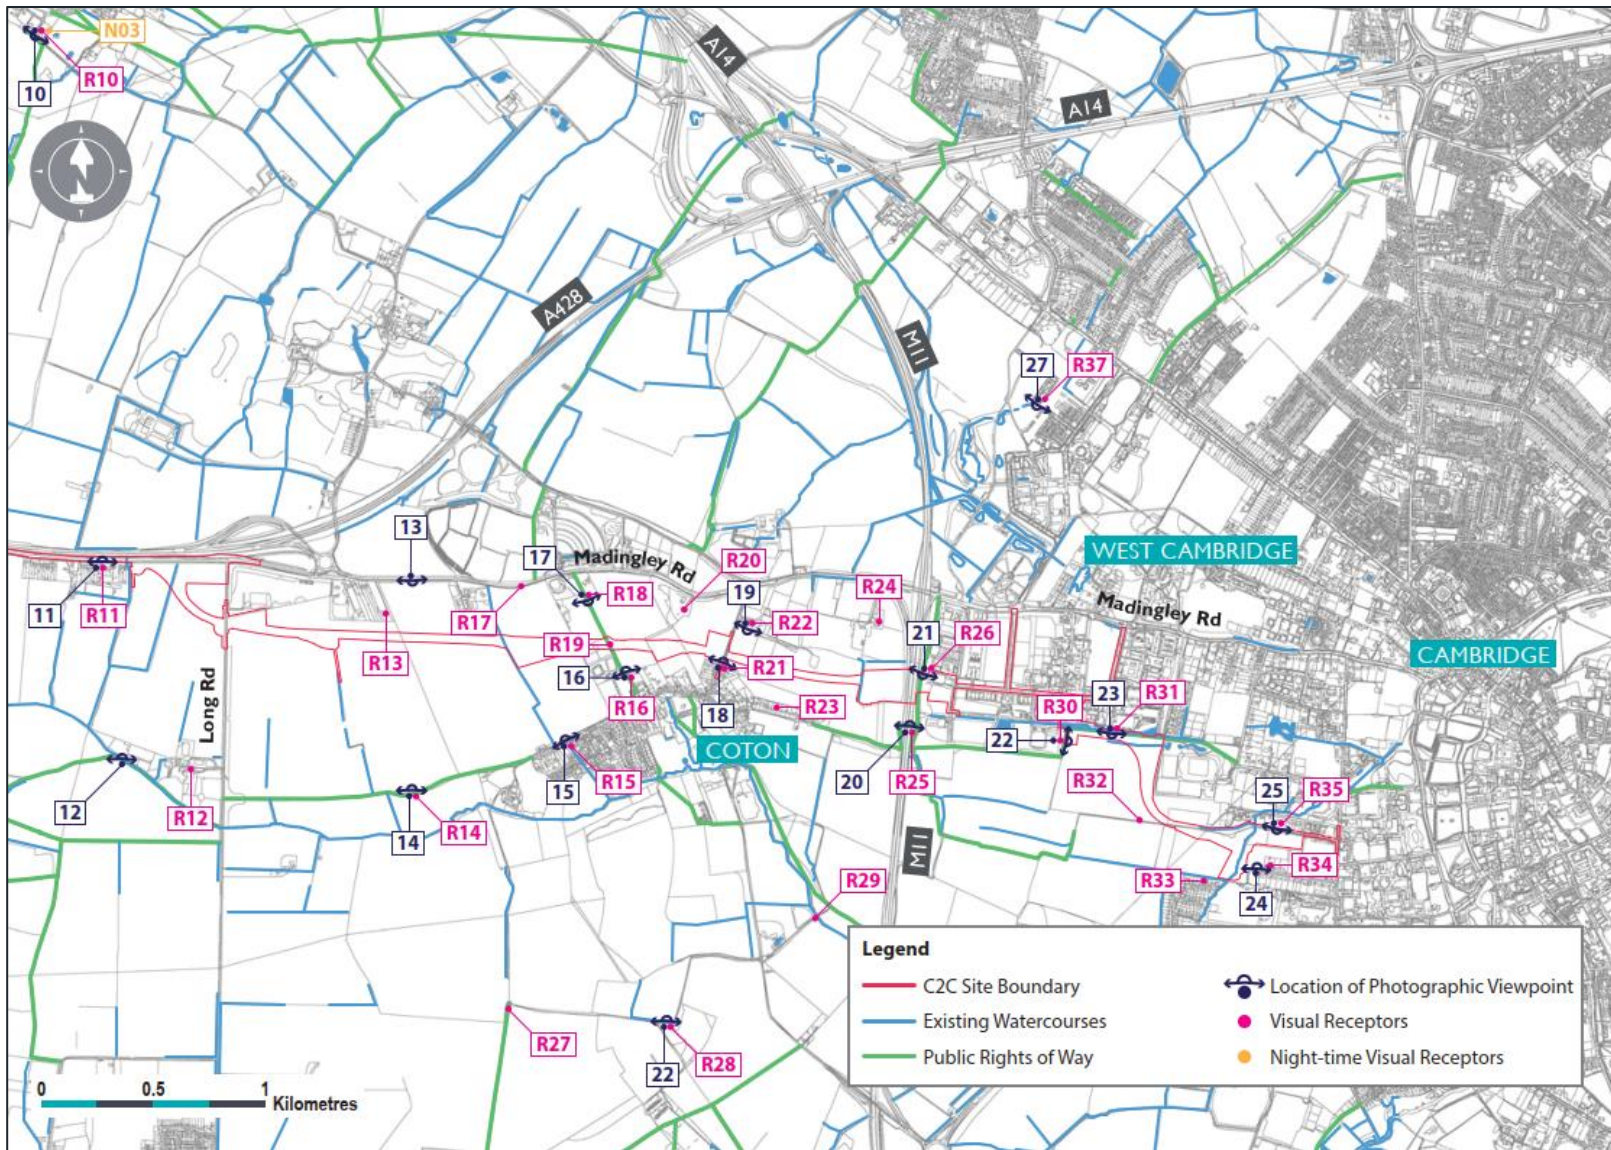 N03
A14
R10
10
A14
N
A428
M11
27
R37
13
17
Madingley Rd
R20
WEST CAMBRIDGE
R18
19
R24
Madingley Rd
11
R11
R17
R22
21
R26
CAMBRIDGE
R19
R13
R21
16
23
R31
Long Rd
R16
18
R23
R30
22
COTON
12
R12
15
R15
20
R25
R32
25
R35
14
R14
M11
R29
R33
R34
24
Legend
C2C Site Boundary
Location of Photographic Viewpoint
Existing Watercourses
Visual Receptors
Public Rights of Way
Night-time Visual Receptors
R27
22
R28
0 0.5 1
Kilometres